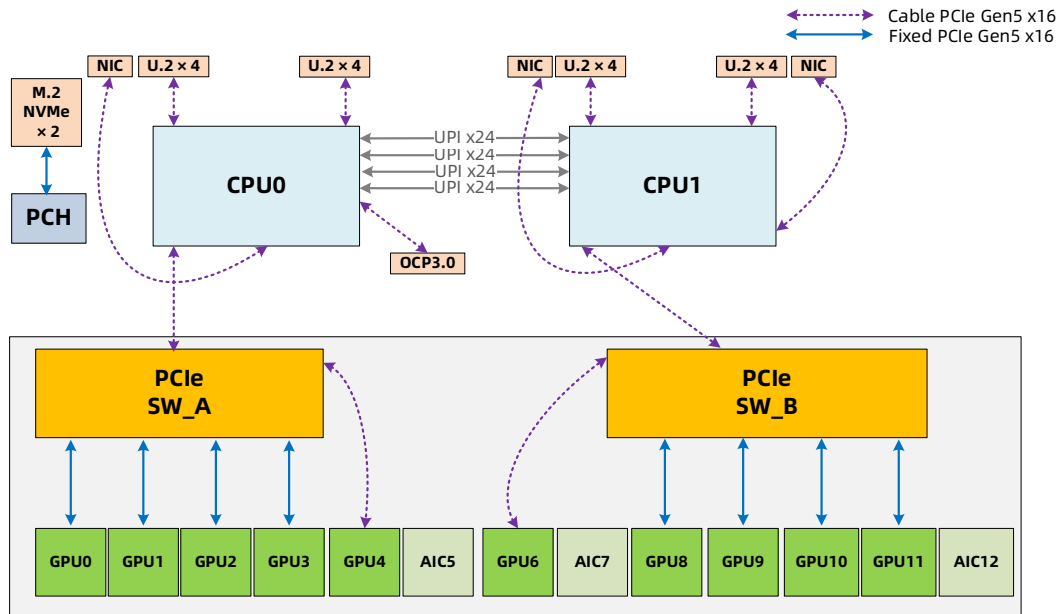 Cable PCIe Gen5 x16
Fixed PCIe Gen5 x16
NIC
U.2 × 4
U.2 × 4
NIC
U.2 × 4
U.2 × 4
NIC
M.2
NVMe
× 2
PCH
CPU0
UPI x24
UPI x24
UPI x24
UPI x24
CPU1
OCP3.0
PCIe
SW_A
PCIe
SW_B
GPU0
GPU1
GPU2
GPU3
GPU4
AIC5
GPU6
AIC7
GPU8
GPU9
GPU10
GPU11
AIC12